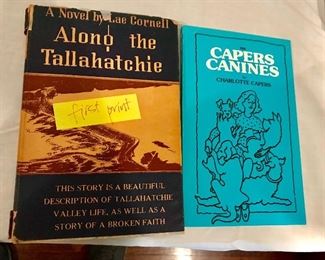 A Novel by Lae Cornell
Along the
Tallahatchie
first print
THIS STORY IS A BEAUTIFUL
DESCRIPTION OF TALLAHATCHIE
VALLEY LIFE, AS WELL AS A
STORY OF A BROKEN FAITH
CAPERS
CANINES
CHARLOTTE CAPERS